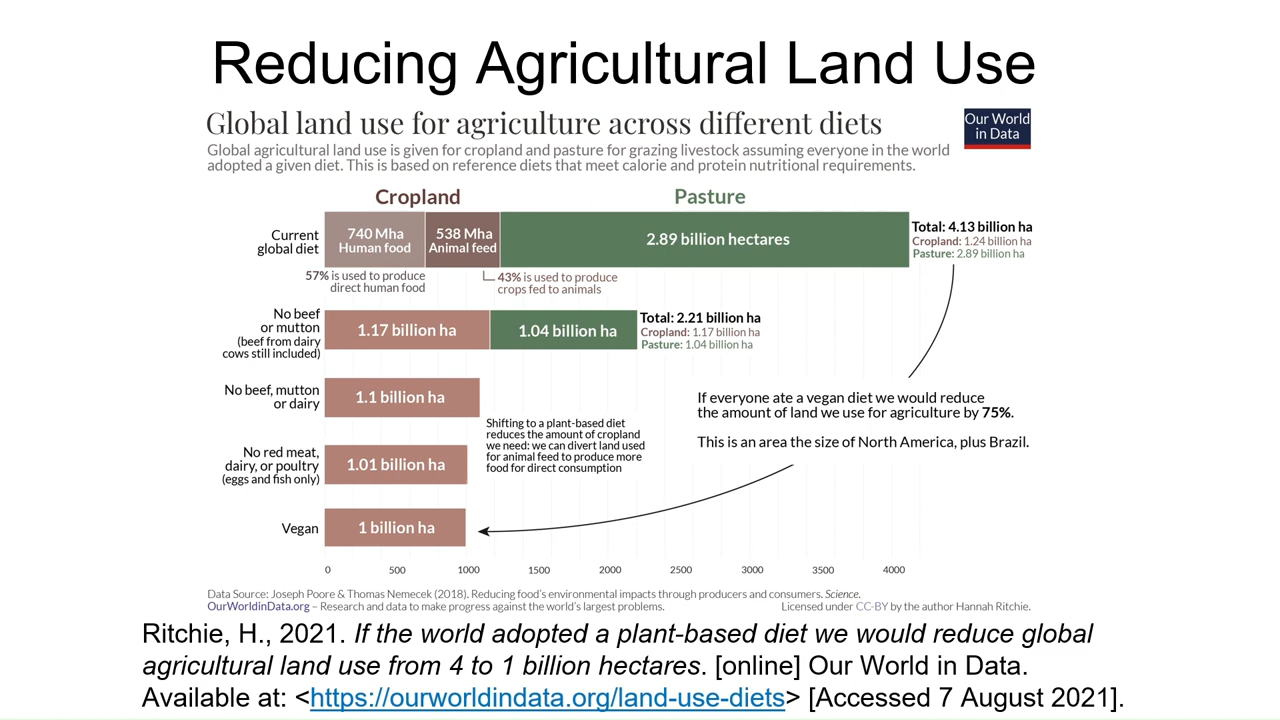 Reducing Agricultural Land Use
Global land use for agriculture across different diets
Our World
in Data
Global agricultural land use is given for cropland and pasture for grazing livestock assuming everyone in the world
adopted a given diet. This is based on reference diets that meet calorie and protein nutritional requirements.
Cropland
Pasture
Current
global diet
740 Mha
Human food
538 Mha
Animal feed
2.89 billion hectares
Total: 4.13 billion ha
Cropland: 1.24 billion ha
Pasture: 2.89 billion ha
57% is used to produce
direct human food
43% is used to produce
crops fed to animals
No beef
or mutton
(beef from dairy
cows still included)
1.17 billion ha
1.04 billion ha
Total: 2.21 billion ha
Cropland: 1.17 billion ha
Pasture: 1.04 billion ha
No beef, mutton
or dairy
1.1 billion ha
If everyone ate a vegan diet we would reduce
the amount of land we use for agriculture by 75%.
This is an area the size of North America, plus Brazil.
Shifting to a plant-based diet
reduces the amount of cropland
we need: we can divert land used
for animal feed to produce more
food for direct consumption
No red meat,
dairy, or poultry
(eggs and fish only)
1.01 billion ha
Vegan
1 billion ha
0 500 1000 1500 2000 2500 3000 3500 4000
Data Source: Joseph Poore & Thomas Nemecek (2018). Reducing food's environmental impacts through producers and consumers. Science.
OurWorldinData.org – Research and data to make progress against the world's largest problems.
Licensed under CC-BY by the author Hannah Ritchie.
Ritchie, H., 2021. If the world adopted a plant-based diet we would reduce global
agricultural land use from 4 to 1 billion hectares. [online] Our World in Data.
Available at: <https://ourworldindata.org/land-use-diets> [Accessed 7 August 2021].